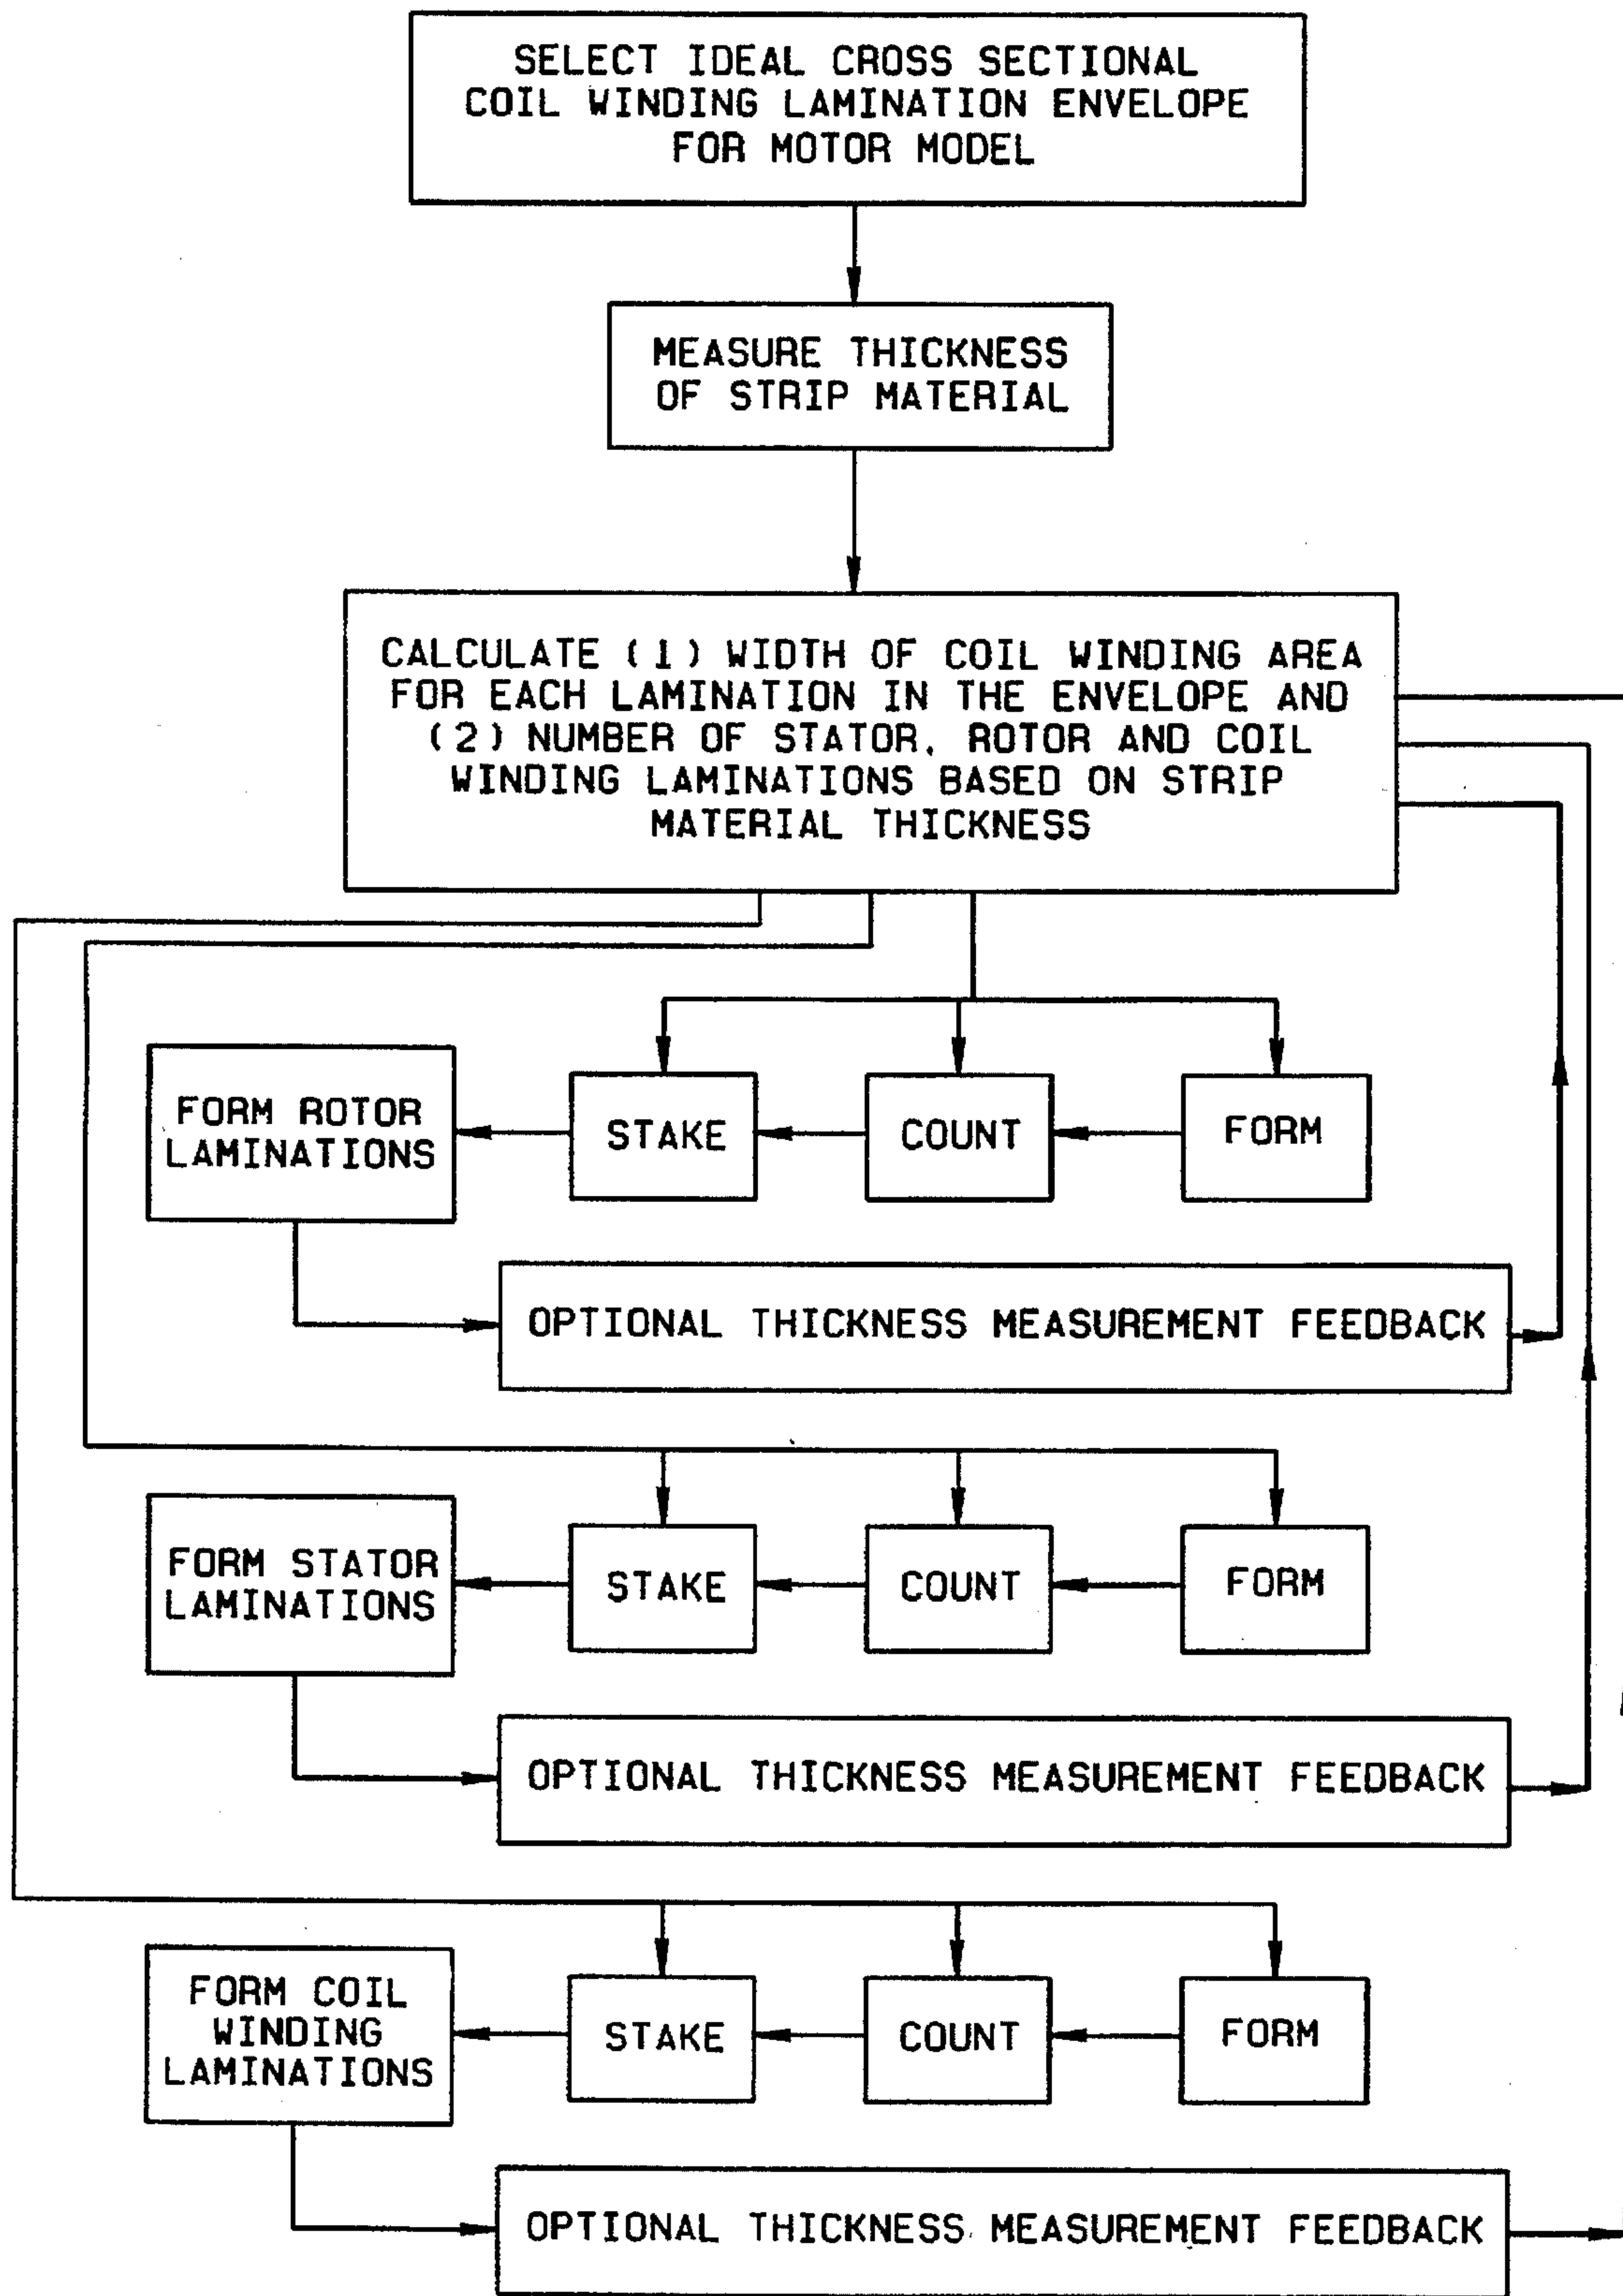 SELECT IDEAL CROSS SECTIONAL
COIL WINDING LAMINATION ENVELOPE
FOR MOTOR MODEL
MEASURE THICKNESS
OF STRIP MATERIAL
CALCULATE (1) WIDTH OF COIL WINDING AREA
FOR EACH LAMINATION IN THE ENVELOPE AND
(2) NUMBER OF STATOR, ROTOR AND COIL
WINDING LAMINATIONS BASED ON STRIP
MATERIAL THICKNESS
FORM ROTOR
LAMINATIONS
STAKE
COUNT
FORM
OPTIONAL THICKNESS MEASUREMENT FEEDBACK
FORM STATOR
LAMINATIONS
STAKE
COUNT
FORM
OPTIONAL THICKNESS MEASUREMENT FEEDBACK
FORM COIL
WINDING
LAMINATIONS
STAKE
COUNT
FORM
OPTIONAL THICKNESS MEASUREMENT FEEDBACK